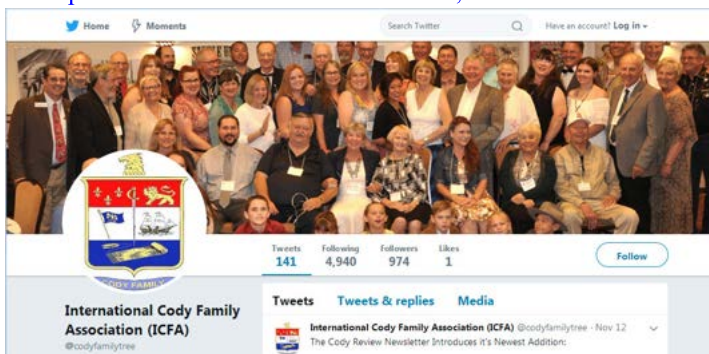 Home Moments Search Twitter Have an account? Log in
Tweets Following Followers Likes
141 4,940 974 1
Follow
CODY FAMILY
International Cody Family
Association (ICFA)
@codyfamilytree
Tweets Tweets & replies Media
International Cody Family Association (ICFA) @codyfamilytree · Nov 12
The Cody Review Newsletter Introduces it's Newest Addition: